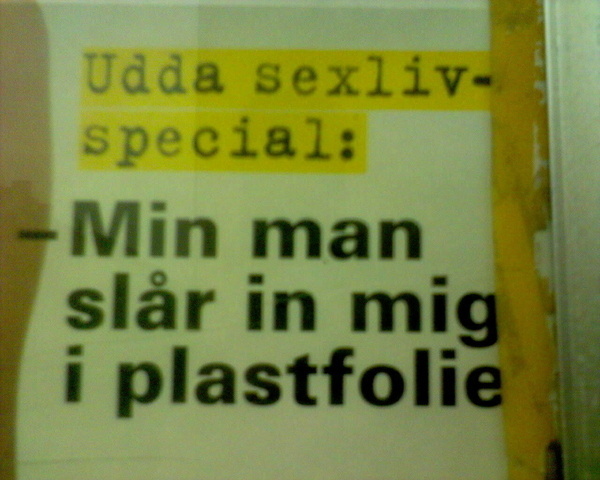 Udda sexliv-
special:
–Min man
slår in mig
i plastfolie